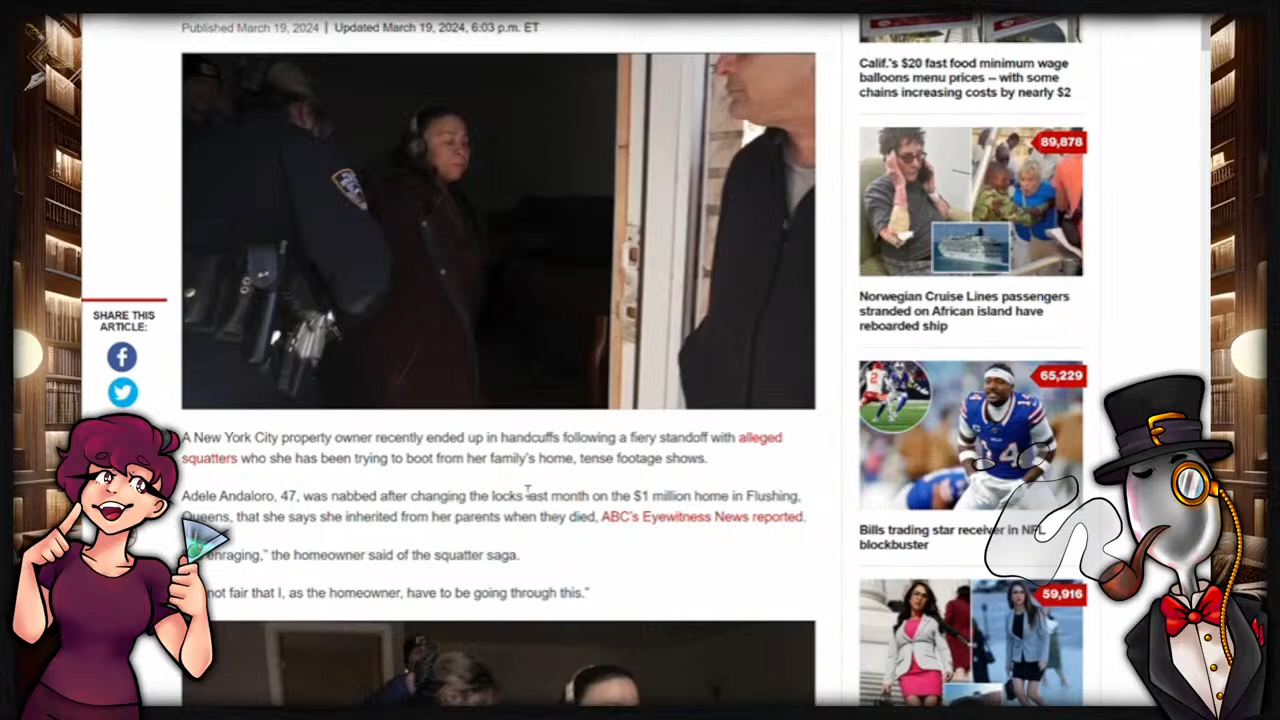 Published March 19, 2024 | Updated March 19, 2024, 6:03 p.m. ET
SHARE THIS
ARTICLE:
A New York City property owner recently ended up in handcuffs following a fiery standoff with alleged
squatters who she has been trying to boot from her family's home, tense footage shows.
Adele Andaloro, 47, was nabbed after changing the locks last month on the $1 million home in Flushing,
Queens, that she says she inherited from her parents when they died, ABC's Eyewitness News reported.
enraging," the homeowner said of the squatter saga.
not fair that I, as the homeowner, have to be going through this."
Calif.'s $20 fast food minimum wage
balloons menu prices – with some
chains increasing costs by nearly $2
89,878
Norwegian Cruise Lines passengers
stranded on African island have
reboarded ship
65,229
14
Bills trading star receiver in NFL
blockbuster
59,916